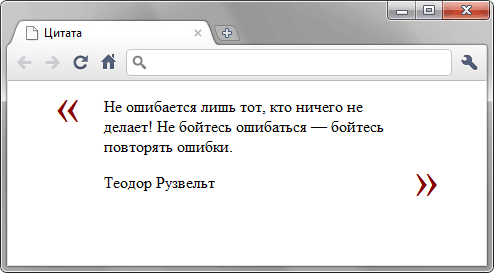 Цитата
«
Не ошибается лишь тот, кто ничего не
делает! Не бойтесь ошибаться — бойтесь
повторять ошибки.
Теодор Рузвельт
»